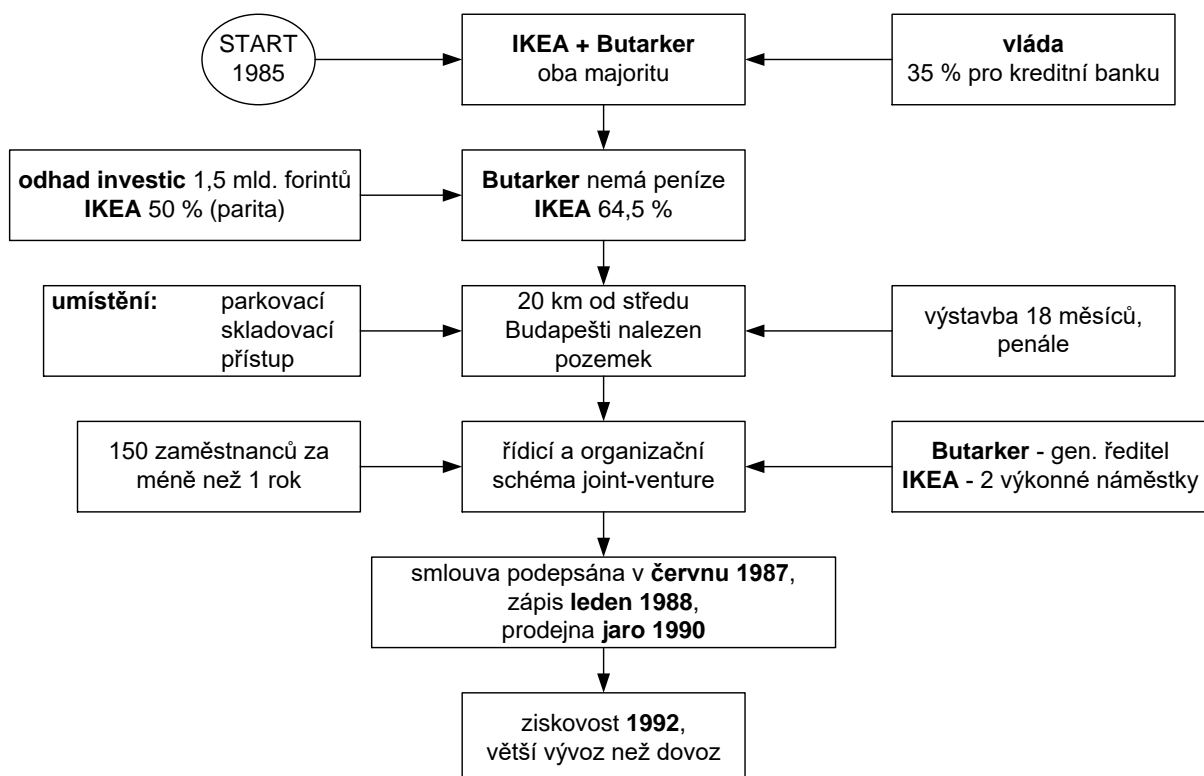 START
1985
IKEA + Butarker
oba majoritu
vláda
35 % pro kreditní banku
odhad investic 1,5 mld. forintů
IKEA 50 % (parita)
Butarker nemá peníze
IKEA 64,5 %
umístění: parkovací
skladovací
přístup
20 km od středu
Budapešti nalezen
pozemek
výstavba 18 měsíců,
penále
150 zaměstnanců za
méně než 1 rok
řídicí a organizační
schéma joint-venture
Butarker - gen. ředitel
IKEA - 2 výkonné náměstky
smlouva podepsána v červnu 1987,
zápis leden 1988,
prodejna jaro 1990
ziskovost 1992,
větší vývoz než dovoz